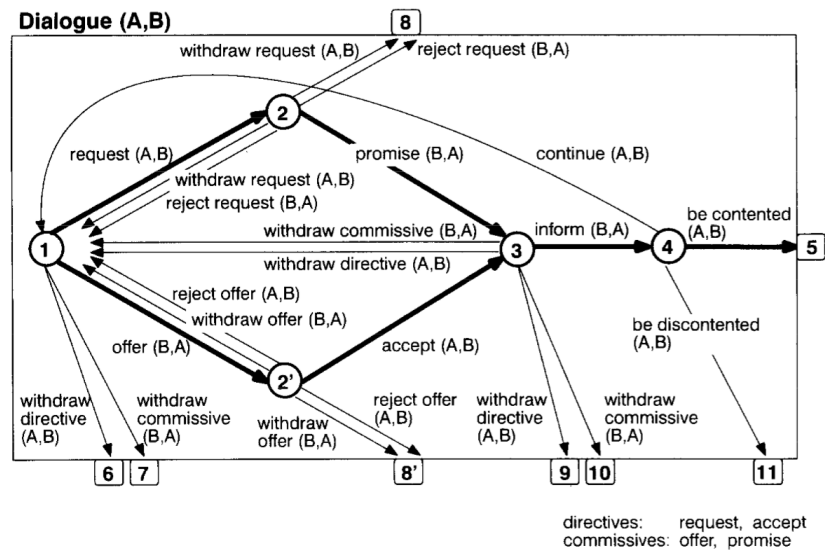 Dialogue (A,B)
8
withdraw request (A,B)
reject request (B,A)
2
request (A,B)
promise (B,A)
continue (A,B)
withdraw request (A,B)
reject request (B,A)
be contented
(A,B)
withdraw commissive (B,A)
inform (B,A)
1
3
4
5
withdraw directive (A,B)
reject offer (A,B)
withdraw offer (B,A)
offer (B,A)
accept (A,B)
be discontented
(A,B)
2'
withdraw
directive
(A,B)
withdraw
commissive
(B,A)
withdraw
offer (B,A)
reject offer
(A,B)
withdraw
directive
(A,B)
withdraw
commissive
(B,A)
6
7
8'
9
10
11
directives: request, accept
commissives: offer, promise